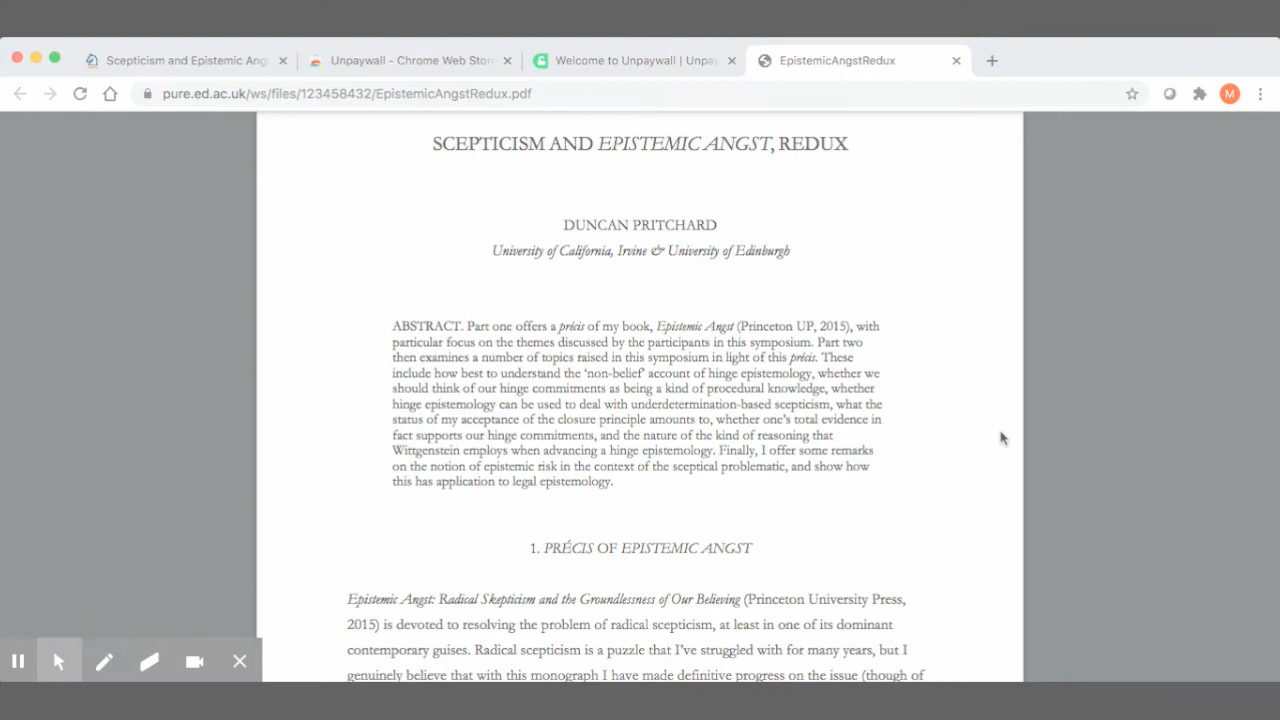 Scepticism and Epistemic Ang
Unpaywall - Chrome Web Stor
Welcome to Unpaywall | Unpay
EpistemicAngstRedux
pure.ed.ac.uk/ws/files/123458432/EpistemicAngstRedux.pdf
M
SCEPTICISM AND EPISTEMIC ANGST, REDUX
DUNCAN PRITCHARD
University of California, Irvine & University of Edinburgh
ABSTRACT. Part one offers a précis of my book, Epistemic Angst (Princeton UP, 2015), with
particular focus on the themes discussed by the participants in this symposium. Part two
then examines a number of topics raised in this symposium in light of this précis. These
include how best to understand the ‘non-belief’ account of hinge epistemology, whether we
should think of our hinge commitments as being a kind of procedural knowledge, whether
hinge epistemology can be used to deal with underdetermination-based scepticism, what the
status of my acceptance of the closure principle amounts to, whether one’s total evidence in
fact supports our hinge commitments, and the nature of the kind of reasoning that
Wittgenstein employs when advancing a hinge epistemology. Finally, I offer some remarks
on the notion of epistemic risk in the context of the sceptical problematic, and show how
this has application to legal epistemology.
1. PRÉCIS OF EPISTEMIC ANGST
Epistemic Angst: Radical Skepticism and the Groundlessness of Our Believing (Princeton University Press,
2015) is devoted to resolving the problem of radical scepticism, at least in one of its dominant
contemporary guises. Radical scepticism is a puzzle that I’ve struggled with for many years, but I
genuinely believe that with this monograph I have made definitive progress on the issue (though of